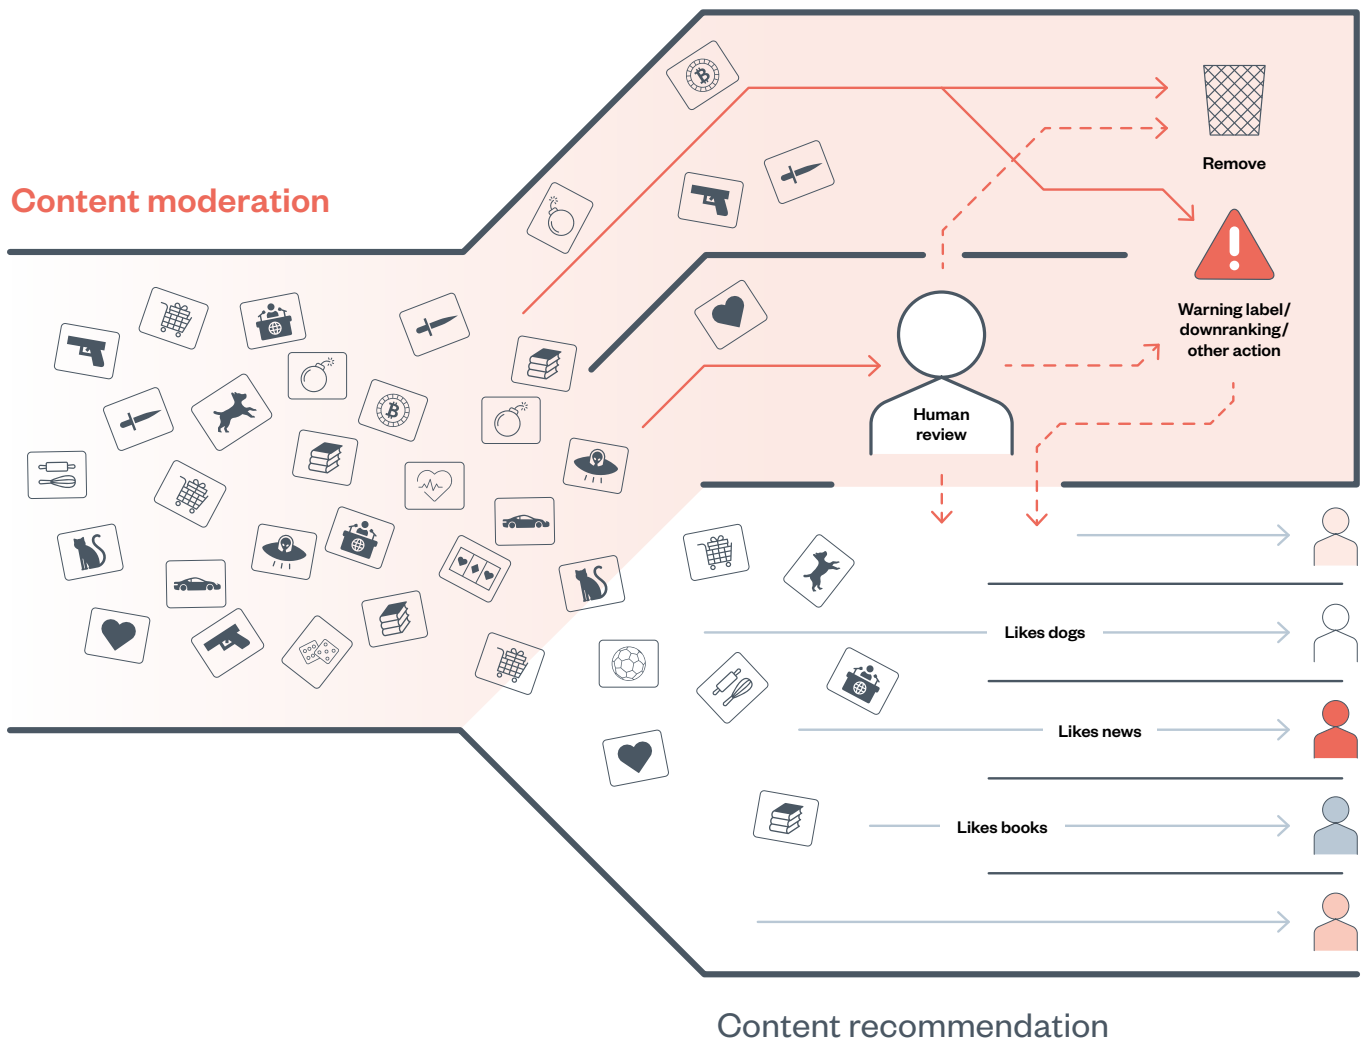 Content moderation
Remove
Warning label/
downranking/
other action
Human
review
Likes dogs
Likes news
Likes books
Content recommendation